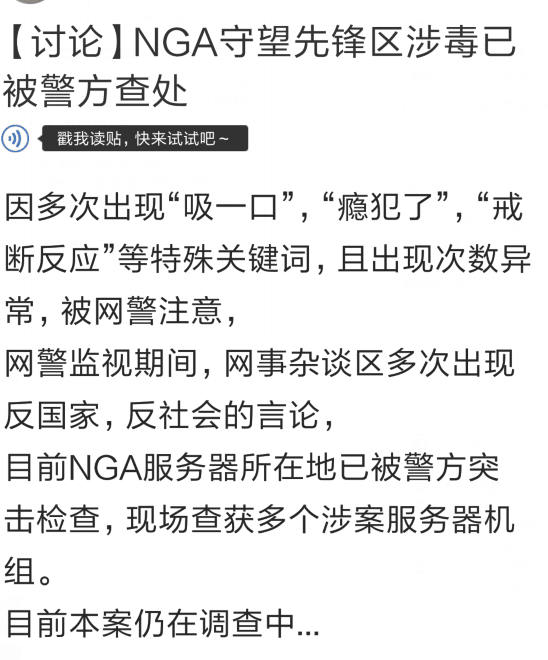 【讨论】NGA守望先锋区涉毒已
被警方查处
戳我读贴，快来试试吧～
因多次出现“吸一口”，“瘾犯了”，“戒
断反应”等特殊关键词，且出现次数异
常，被网警注意，
网警监视期间，网事杂谈区多次出现
反国家，反社会的言论，
目前NGA服务器所在地已被警方突
击检查，现场查获多个涉案服务器机
组。
目前本案仍在调查中...